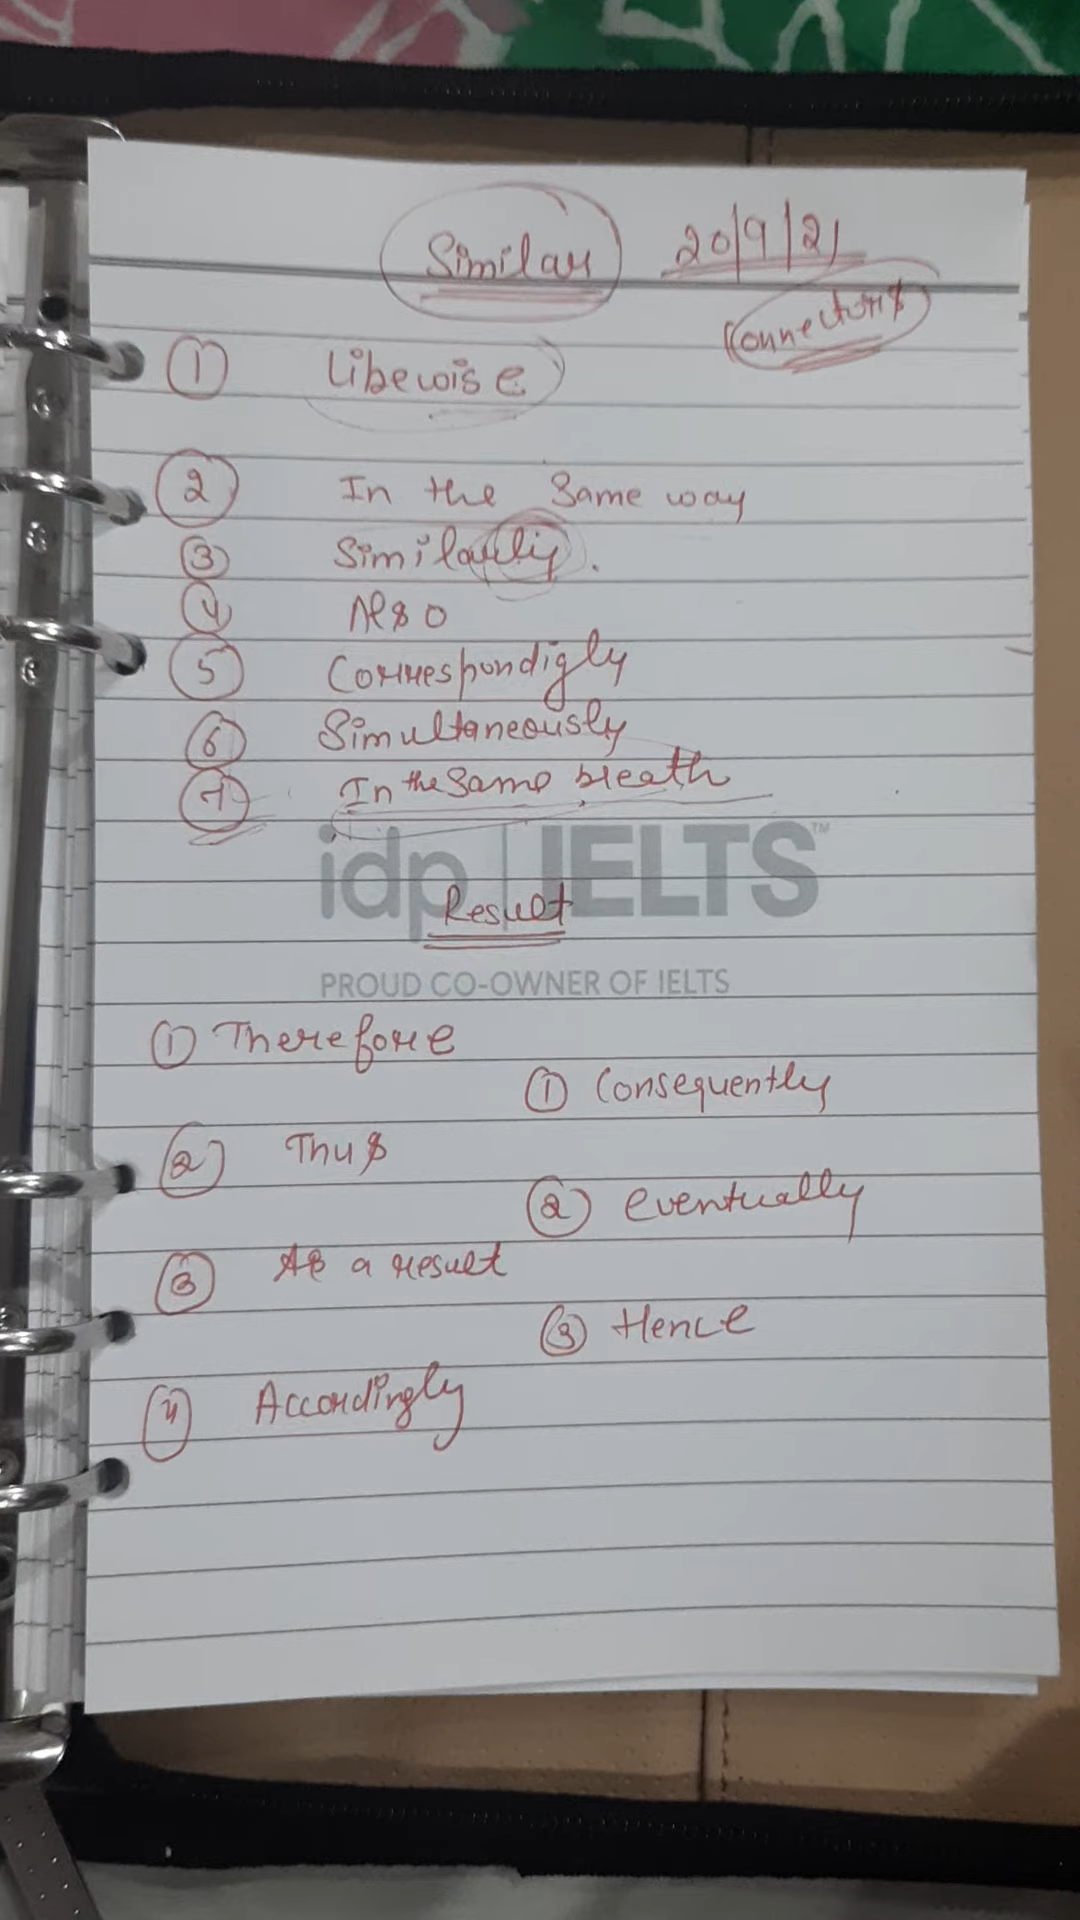 Similar 20/9/21
Connectors
1 Likewise
2 In the Same way
3 Similarly.
4 Also
5 Correspondigly
6 Simultaneously
7 In the Same breath
idp IELTS™
Result
PROUD CO-OWNER OF IELTS
1 Therefore
1 Consequently
2 Thus
2 eventually
3 As a result
3 Hence
4 Accordingly